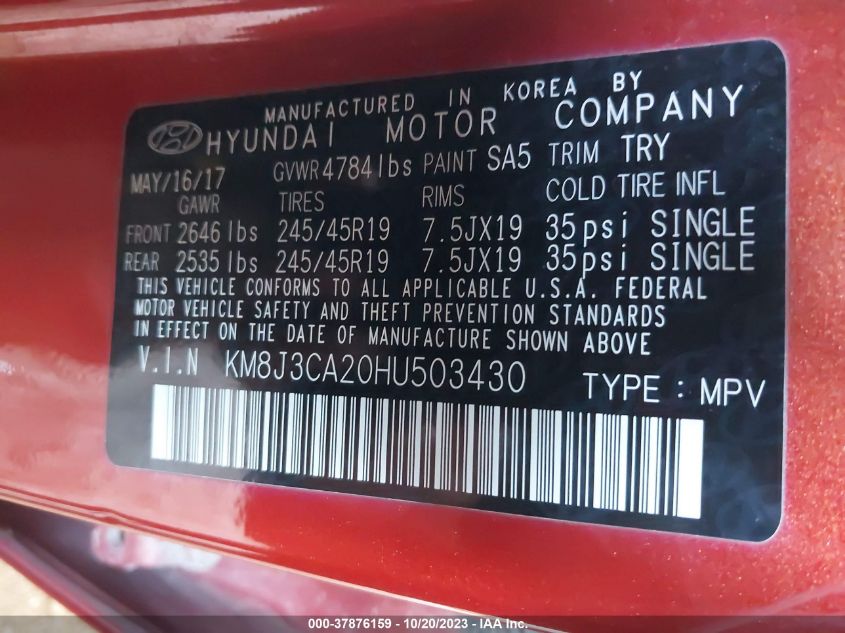 MANUFACTURED IN KOREA BY
HYUNDAI MOTOR COMPANY
MAY/16/17 GVWR 4784 lbs PAINT SA5 TRIM TRY
GAWR TIRES RIMS COLD TIRE INFL
FRONT 2646 lbs 245/45R19 7.5JX19 35psi SINGLE
REAR 2535 lbs 245/45R19 7.5JX19 35psi SINGLE
THIS VEHICLE CONFORMS TO ALL APPLICABLE U.S.A. FEDERAL
MOTOR VEHICLE SAFETY AND THEFT PREVENTION STANDARDS
IN EFFECT ON THE DATE OF MANUFACTURE SHOWN ABOVE
V.I.N KM8J3CA20HU503430 TYPE : MPV
000-37876159 - 10/20/2023 - IAAI.com